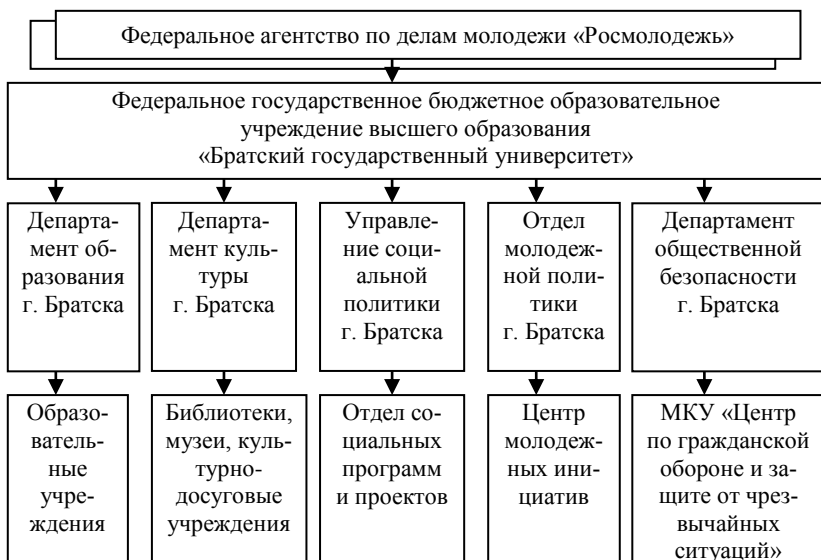 Федеральное агентство по делам молодежи «Росмолодежь»
Федеральное государственное бюджетное образовательное
учреждение высшего образования
«Братский государственный университет»
Департа-
мент об-
разования
г. Братска
Департа-
мент куль-
туры
г. Братска
Управле-
ние соци-
альной
политики
г. Братска
Отдел
молодеж-
ной поли-
тики
г. Братска
Департамент
общественной
безопасности
г. Братска
Образо-
ватель-
ные
учре-
ждения
Библиотеки,
музеи, куль-
турно-
досуговые
учреждения
Отдел со-
циальных
программ
и проектов
Центр
молодеж-
ных ини-
циатив
МКУ «Центр
по гражданской
обороне и за-
щите от чрез-
вычайных
ситуаций»